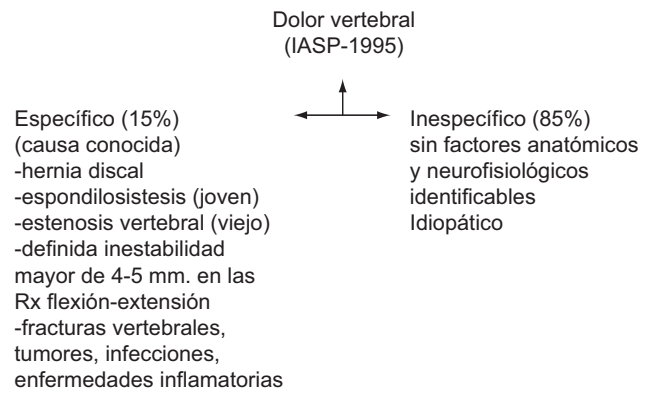 Dolor vertebral
(IASP-1995)
Específico (15%)
(causa conocida)
-hernia discal
-espondilosistesis (joven)
-estenosis vertebral (viejo)
-definida inestabilidad
mayor de 4-5 mm. en las
Rx flexión-extensión
-fracturas vertebrales,
tumores, infecciones,
enfermedades inflamatorias
Inespecífico (85%)
sin factores anatómicos
y neurofisiológicos
identificables
Idiopático